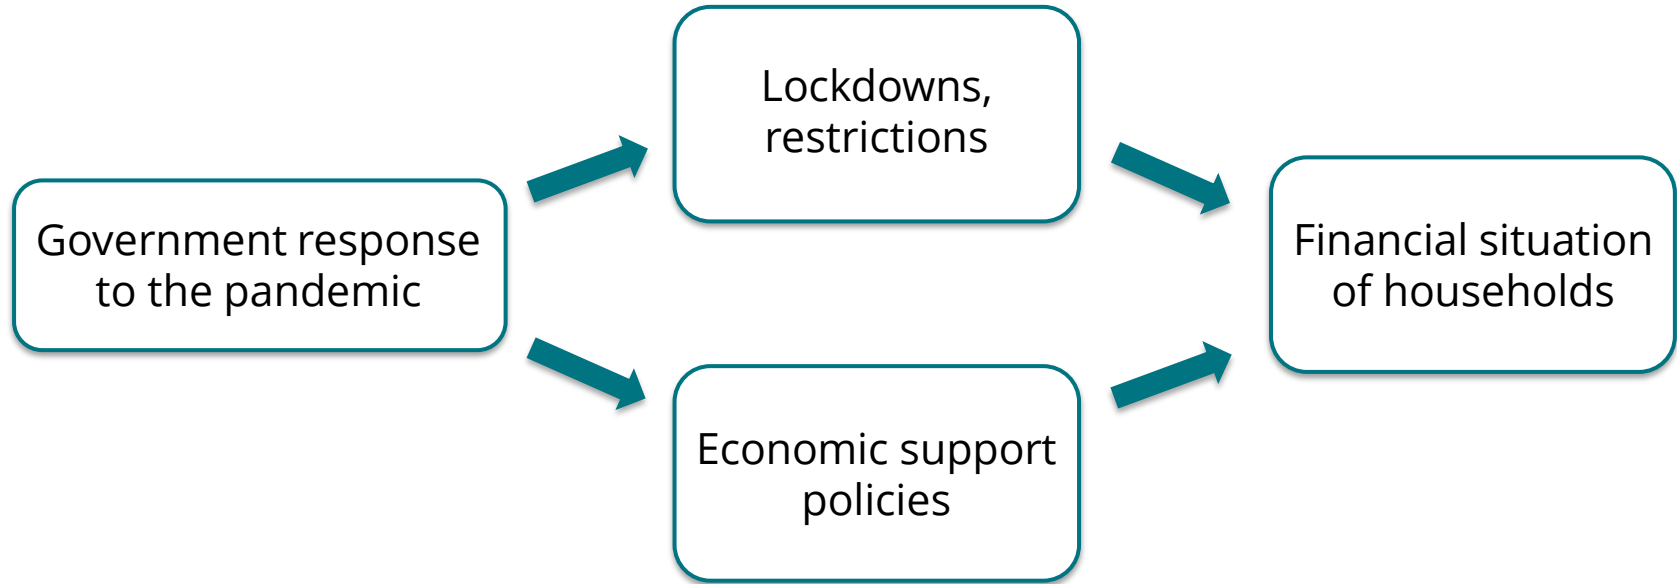 Government response
to the pandemic
Lockdowns,
restrictions
Economic support
policies
Financial situation
of households